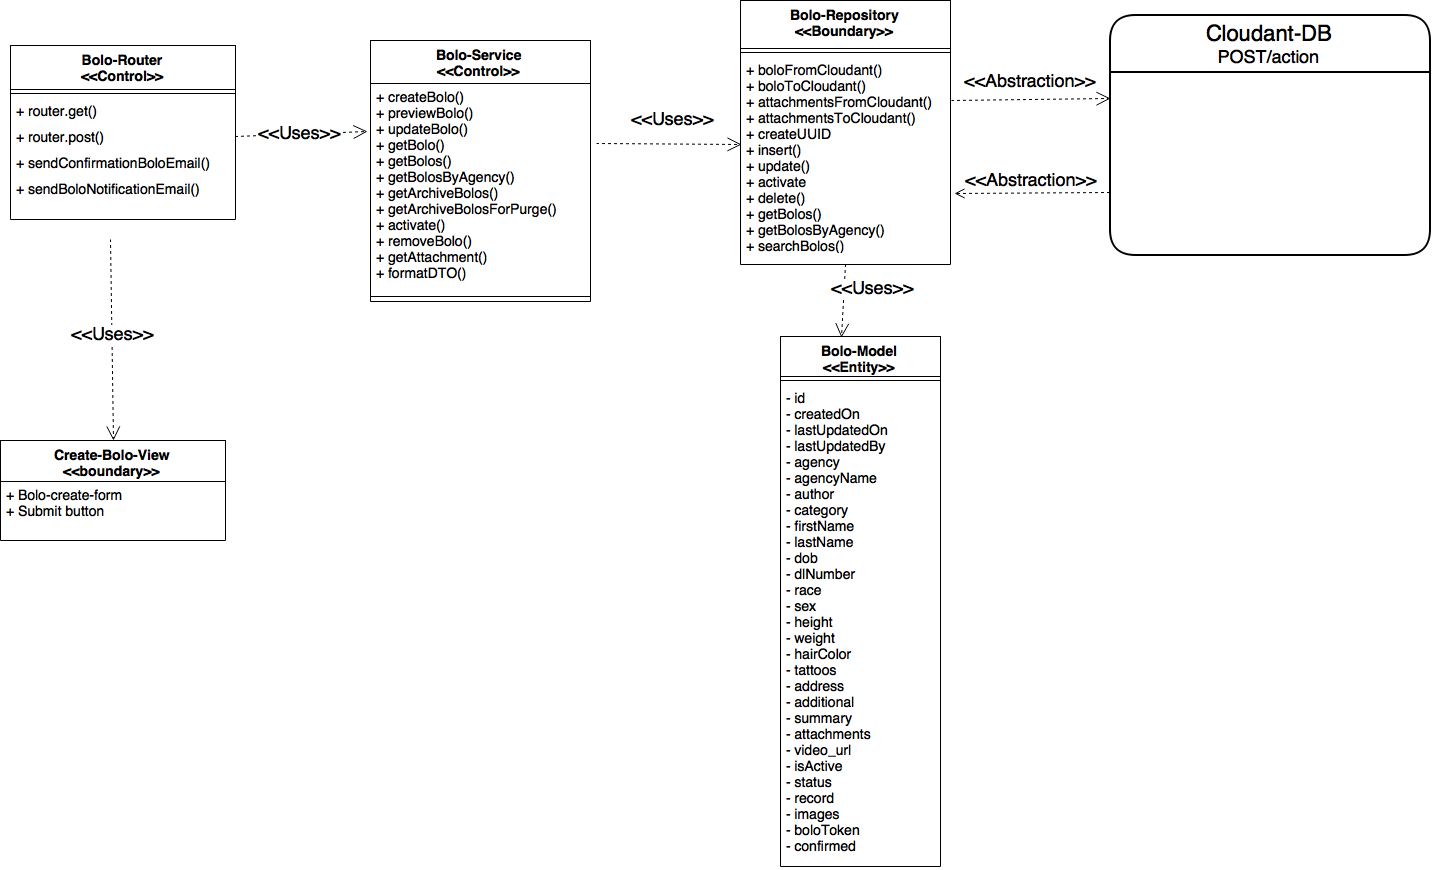 Bolo-Router
<<Control>>
+ router.get()
+ router.post()
+ sendConfirmationBoloEmail()
+ sendBoloNotificationEmail()
<<Uses>>
Bolo-Service
<<Control>>
+ createBolo()
+ previewBolo()
+ updateBolo()
+ getBolo()
+ getBolos()
+ getBolosByAgency()
+ getArchiveBolos()
+ getArchiveBolosForPurge()
+ activate()
+ removeBolo()
+ getAttachment()
+ formatDTO()
<<Uses>>
Bolo-Repository
<<Boundary>>
+ boloFromCloudant()
+ boloToCloudant()
+ attachmentsFromCloudant()
+ attachmentsToCloudant()
+ createUUID
+ insert()
+ update()
+ activate
+ delete()
+ getBolos()
+ getBolosByAgency()
+ searchBolos()
<<Abstraction>>
<<Abstraction>>
Cloudant-DB
POST/action
<<Uses>>
<<Uses>>
Create-Bolo-View
<<boundary>>
+ Bolo-create-form
+ Submit button
Bolo-Model
<<Entity>>
- id
- createdOn
- lastUpdatedOn
- lastUpdatedBy
- agency
- agencyName
- author
- category
- firstName
- lastName
- dob
- dlNumber
- race
- sex
- height
- weight
- hairColor
- tattoos
- address
- additional
- summary
- attachments
- video_url
- isActive
- status
- record
- images
- boloToken
- confirmed